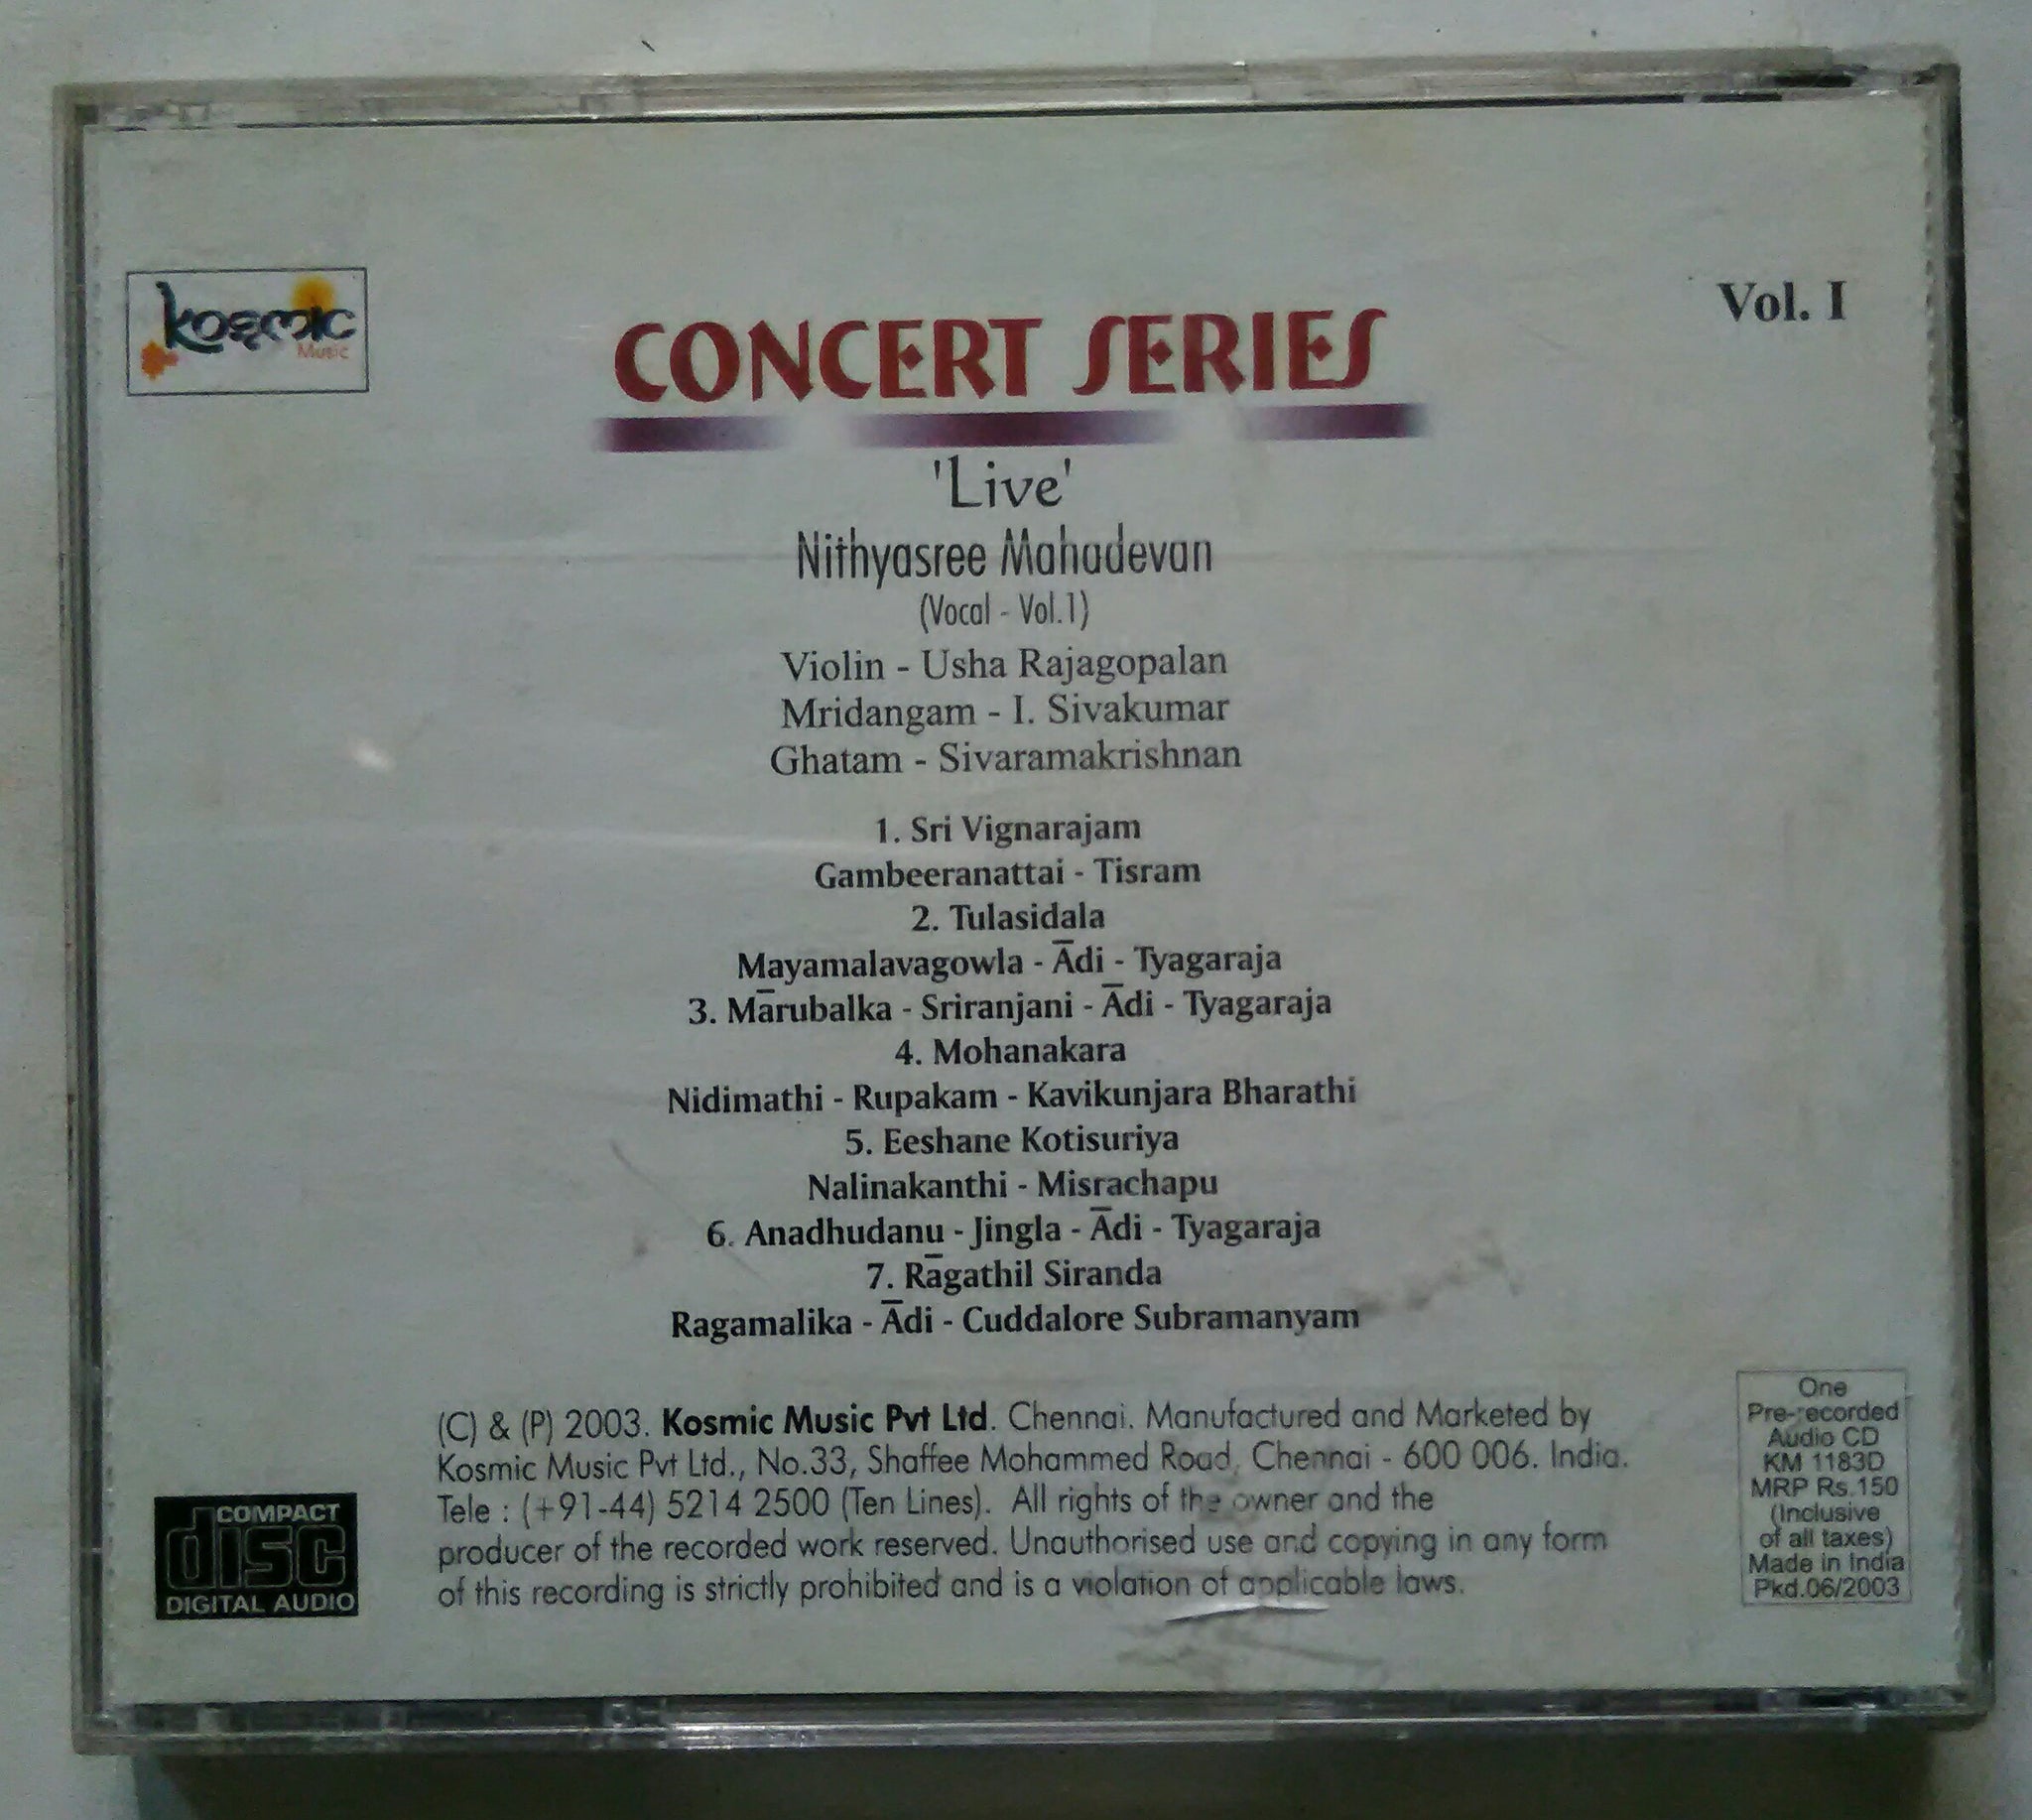 kosmic
Music
Vol. I
CONCERT SERIES
'Live'
Nithyasree Mahadevan
(Vocal - Vol.1)
Violin - Usha Rajagopalan
Mridangam - I. Sivakumar
Ghatam - Sivaramakrishnan
1. Sri Vignarajam
Gambeeranattai - Tisram
2. Tulasidala
Mayamalavagowla - Ādi - Tyagaraja
3. Mārubalka - Sriranjani - Ādi - Tyagaraja
4. Mohanakara
Nidimathi - Rupakam - Kavikunjara Bharathi
5. Eeshane Kotisuriya
Nalinakanthi - Misrachapu
6. Anadhudanu - Jingla - Ādi - Tyagaraja
7. Rāgathil Siranda
Ragamalika - Ādi - Cuddalore Subramanyam
(C) & (P) 2003. Kosmic Music Pvt Ltd. Chennai. Manufactured and Marketed by
Kosmic Music Pvt Ltd., No.33, Shaffee Mohammed Road, Chennai - 600 006. India.
Tele : (+91-44) 5214 2500 (Ten Lines). All rights of the owner and the
producer of the recorded work reserved. Unauthorised use and copying in any form
of this recording is strictly prohibited and is a violation of applicable laws.
COMPACT
disc
DIGITAL AUDIO
One
Pre-recorded
Audio CD
KM 1183D
MRP Rs.150
(Inclusive
of all taxes)
Made in India
Pkd.06/2003